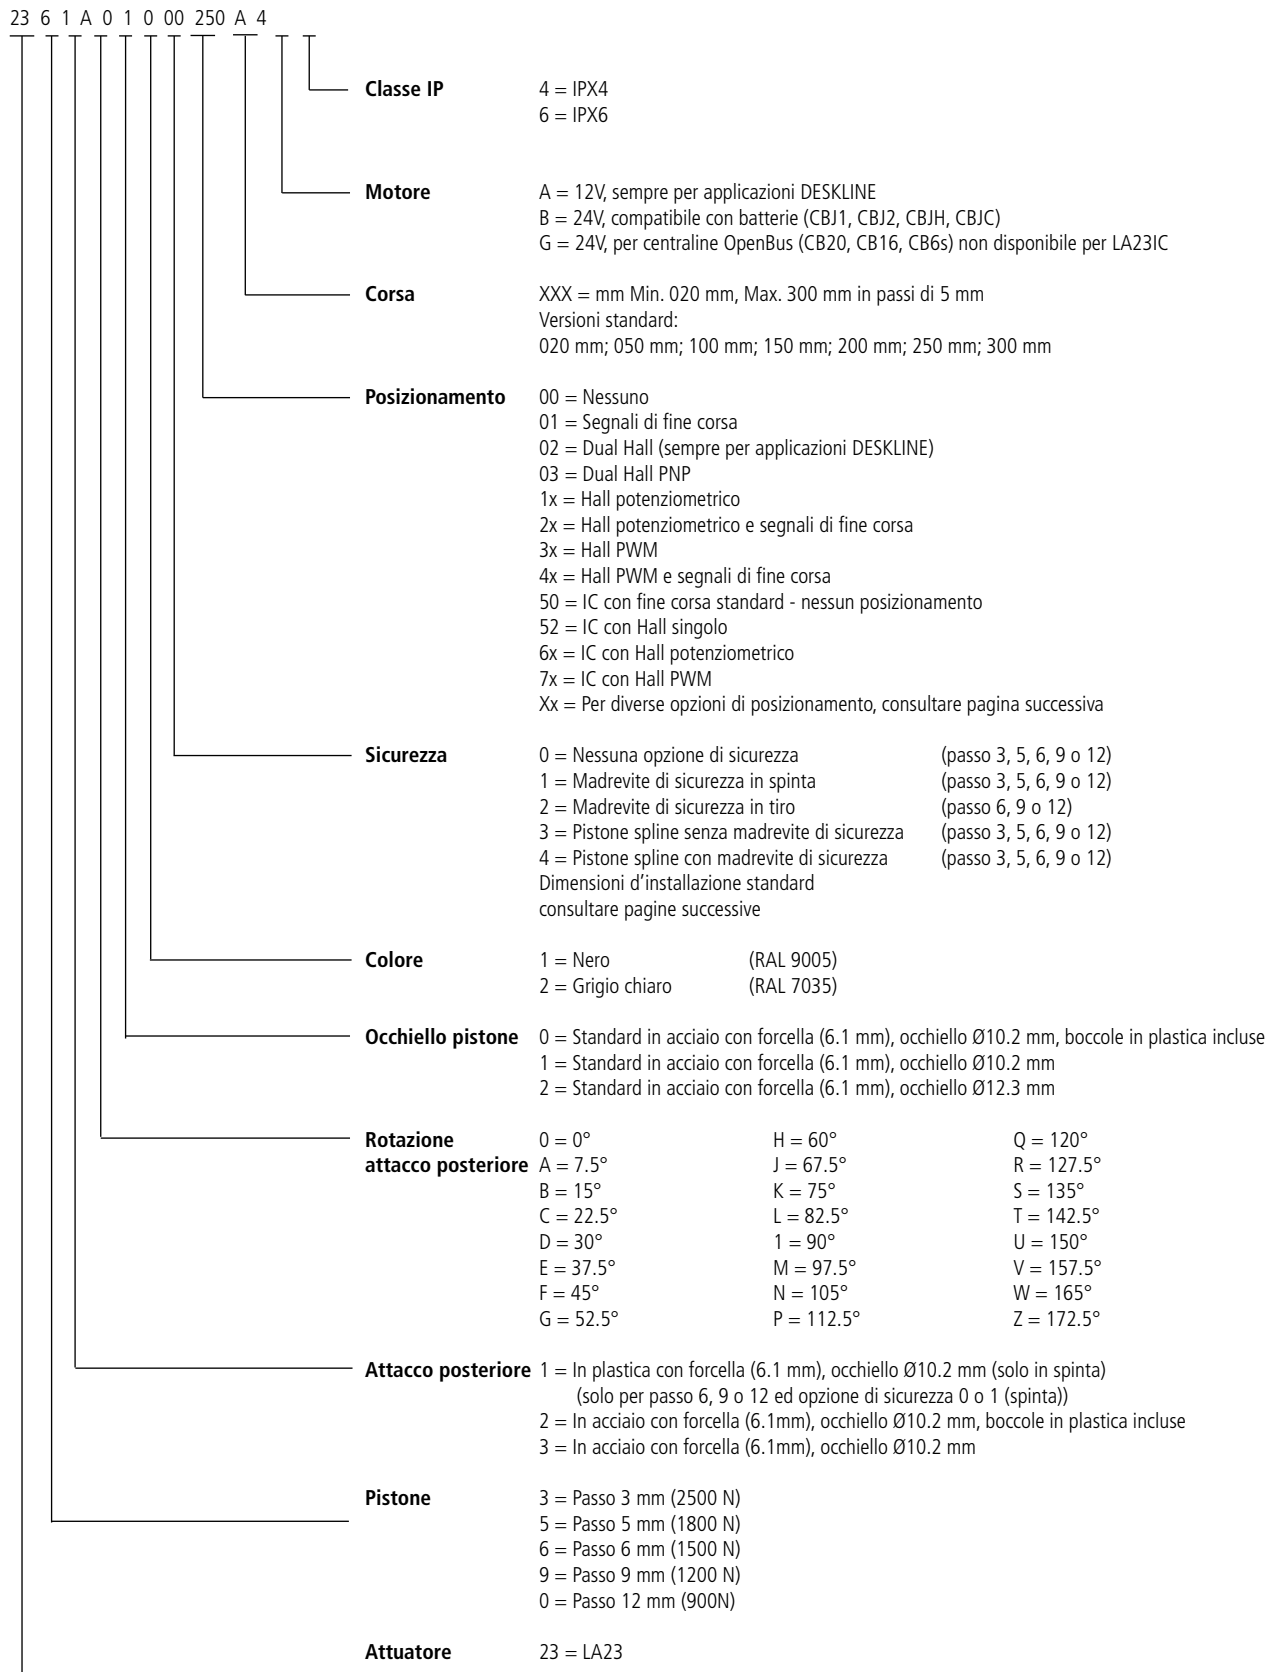 23 6 1 A 0 1 0 00 250 A 4
Classe IP 4 = IPX4
6 = IPX6
Motore A = 12V, sempre per applicazioni DESKLINE
B = 24V, compatibile con batterie (CBJ1, CBJ2, CBJH, CBJC)
G = 24V, per centraline OpenBus (CB20, CB16, CB6s) non disponibile per LA23IC
Corsa XXX = mm Min. 020 mm, Max. 300 mm in passi di 5 mm
Versioni standard:
020 mm; 050 mm; 100 mm; 150 mm; 200 mm; 250 mm; 300 mm
Posizionamento 00 = Nessuno
01 = Segnali di fine corsa
02 = Dual Hall (sempre per applicazioni DESKLINE)
03 = Dual Hall PNP
1x = Hall potenziometrico
2x = Hall potenziometrico e segnali di fine corsa
3x = Hall PWM
4x = Hall PWM e segnali di fine corsa
50 = IC con fine corsa standard - nessun posizionamento
52 = IC con Hall singolo
6x = IC con Hall potenziometrico
7x = IC con Hall PWM
Xx = Per diverse opzioni di posizionamento, consultare pagina successiva
Sicurezza 0 = Nessuna opzione di sicurezza (passo 3, 5, 6, 9 o 12)
1 = Madrevite di sicurezza in spinta (passo 3, 5, 6, 9 o 12)
2 = Madrevite di sicurezza in tiro (passo 6, 9 o 12)
3 = Pistone spline senza madrevite di sicurezza (passo 3, 5, 6, 9 o 12)
4 = Pistone spline con madrevite di sicurezza (passo 3, 5, 6, 9 o 12)
Dimensioni d’installazione standard
consultare pagine successive
Colore 1 = Nero (RAL 9005)
2 = Grigio chiaro (RAL 7035)
Occhiello pistone 0 = Standard in acciaio con forcella (6.1 mm), occhiello Ø10.2 mm, boccole in plastica incluse
1 = Standard in acciaio con forcella (6.1 mm), occhiello Ø10.2 mm
2 = Standard in acciaio con forcella (6.1 mm), occhiello Ø12.3 mm
Rotazione 0 = 0° H = 60° Q = 120°
attacco posteriore A = 7.5° J = 67.5° R = 127.5°
B = 15° K = 75° S = 135°
C = 22.5° L = 82.5° T = 142.5°
D = 30° 1 = 90° U = 150°
E = 37.5° M = 97.5° V = 157.5°
F = 45° N = 105° W = 165°
G = 52.5° P = 112.5° Z = 172.5°
Attacco posteriore 1 = In plastica con forcella (6.1 mm), occhiello Ø10.2 mm (solo in spinta)
(solo per passo 6, 9 o 12 ed opzione di sicurezza 0 o 1 (spinta))
2 = In acciaio con forcella (6.1mm), occhiello Ø10.2 mm, boccole in plastica incluse
3 = In acciaio con forcella (6.1mm), occhiello Ø10.2 mm
Pistone 3 = Passo 3 mm (2500 N)
5 = Passo 5 mm (1800 N)
6 = Passo 6 mm (1500 N)
9 = Passo 9 mm (1200 N)
0 = Passo 12 mm (900N)
Attuatore 23 = LA23